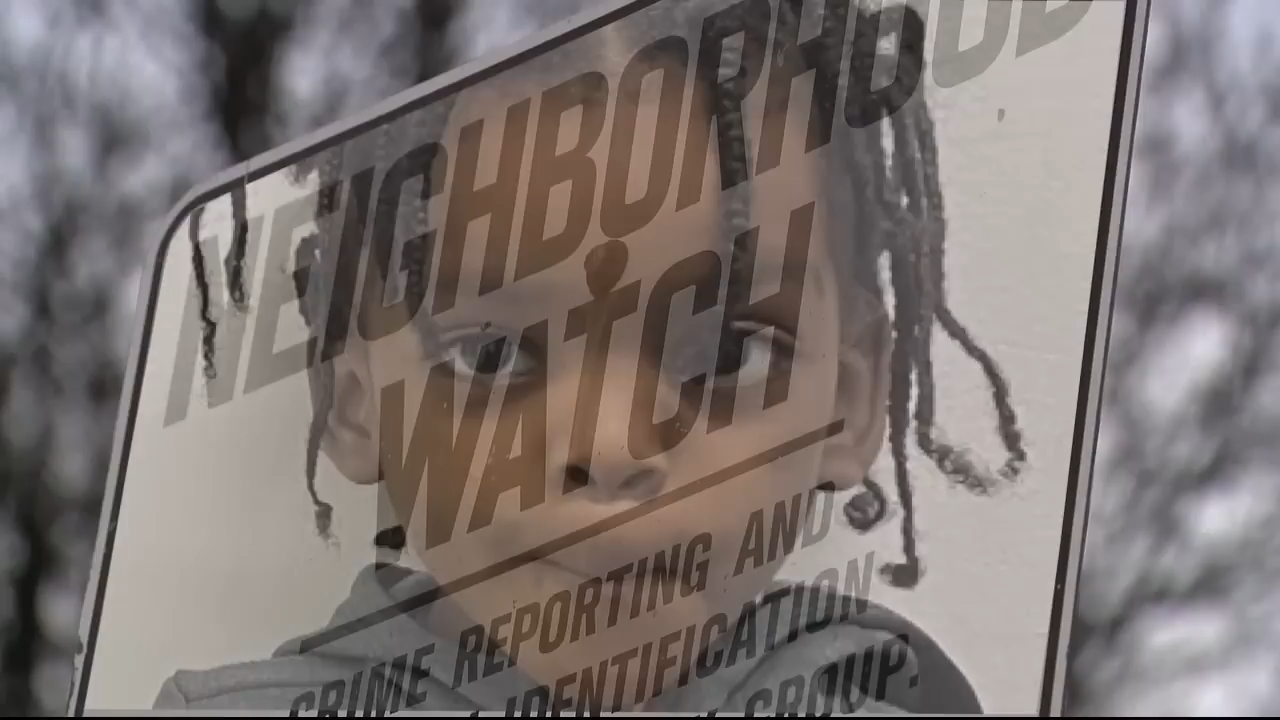 NEIGHBORHOOD
WATCH
CRIME REPORTING AND
IDENTIFICATION
GROUP.